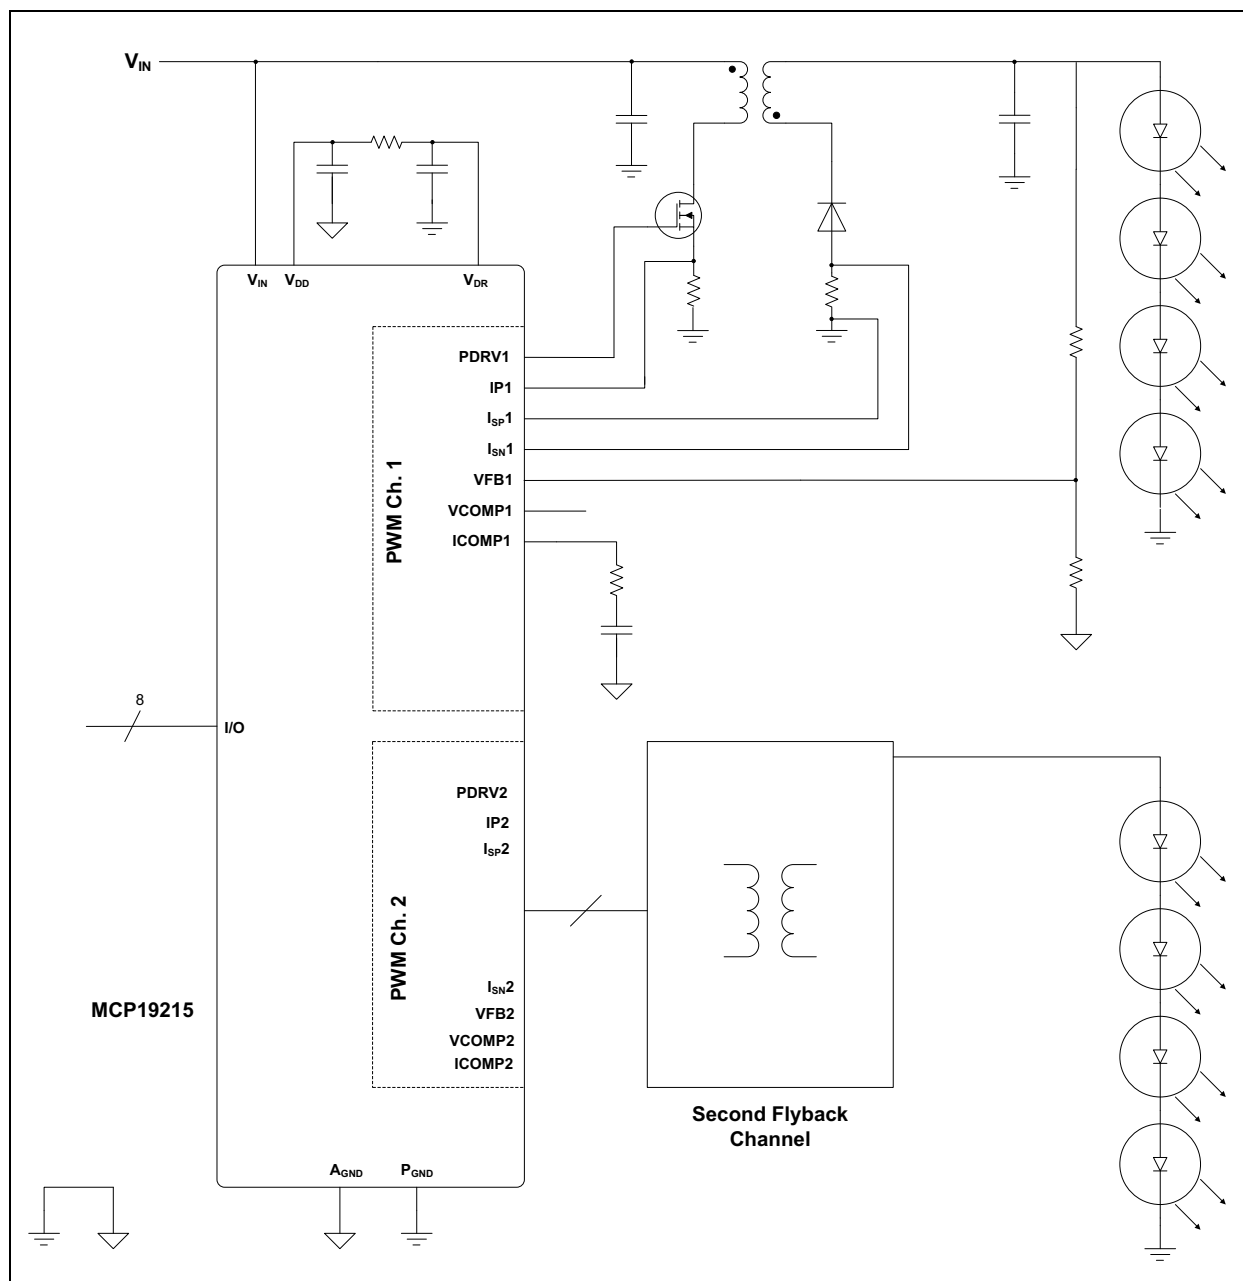 VIN
VIN
VDD
VDR
PDRV1
IP1
ISP1
ISN1
VFB1
VCOMP1
ICOMP1
PWM Ch. 1
8
I/O
PDRV2
IP2
ISP2
PWM Ch. 2
ISN2
VFB2
VCOMP2
ICOMP2
MCP19215
Second Flyback
Channel
AGND
PGND